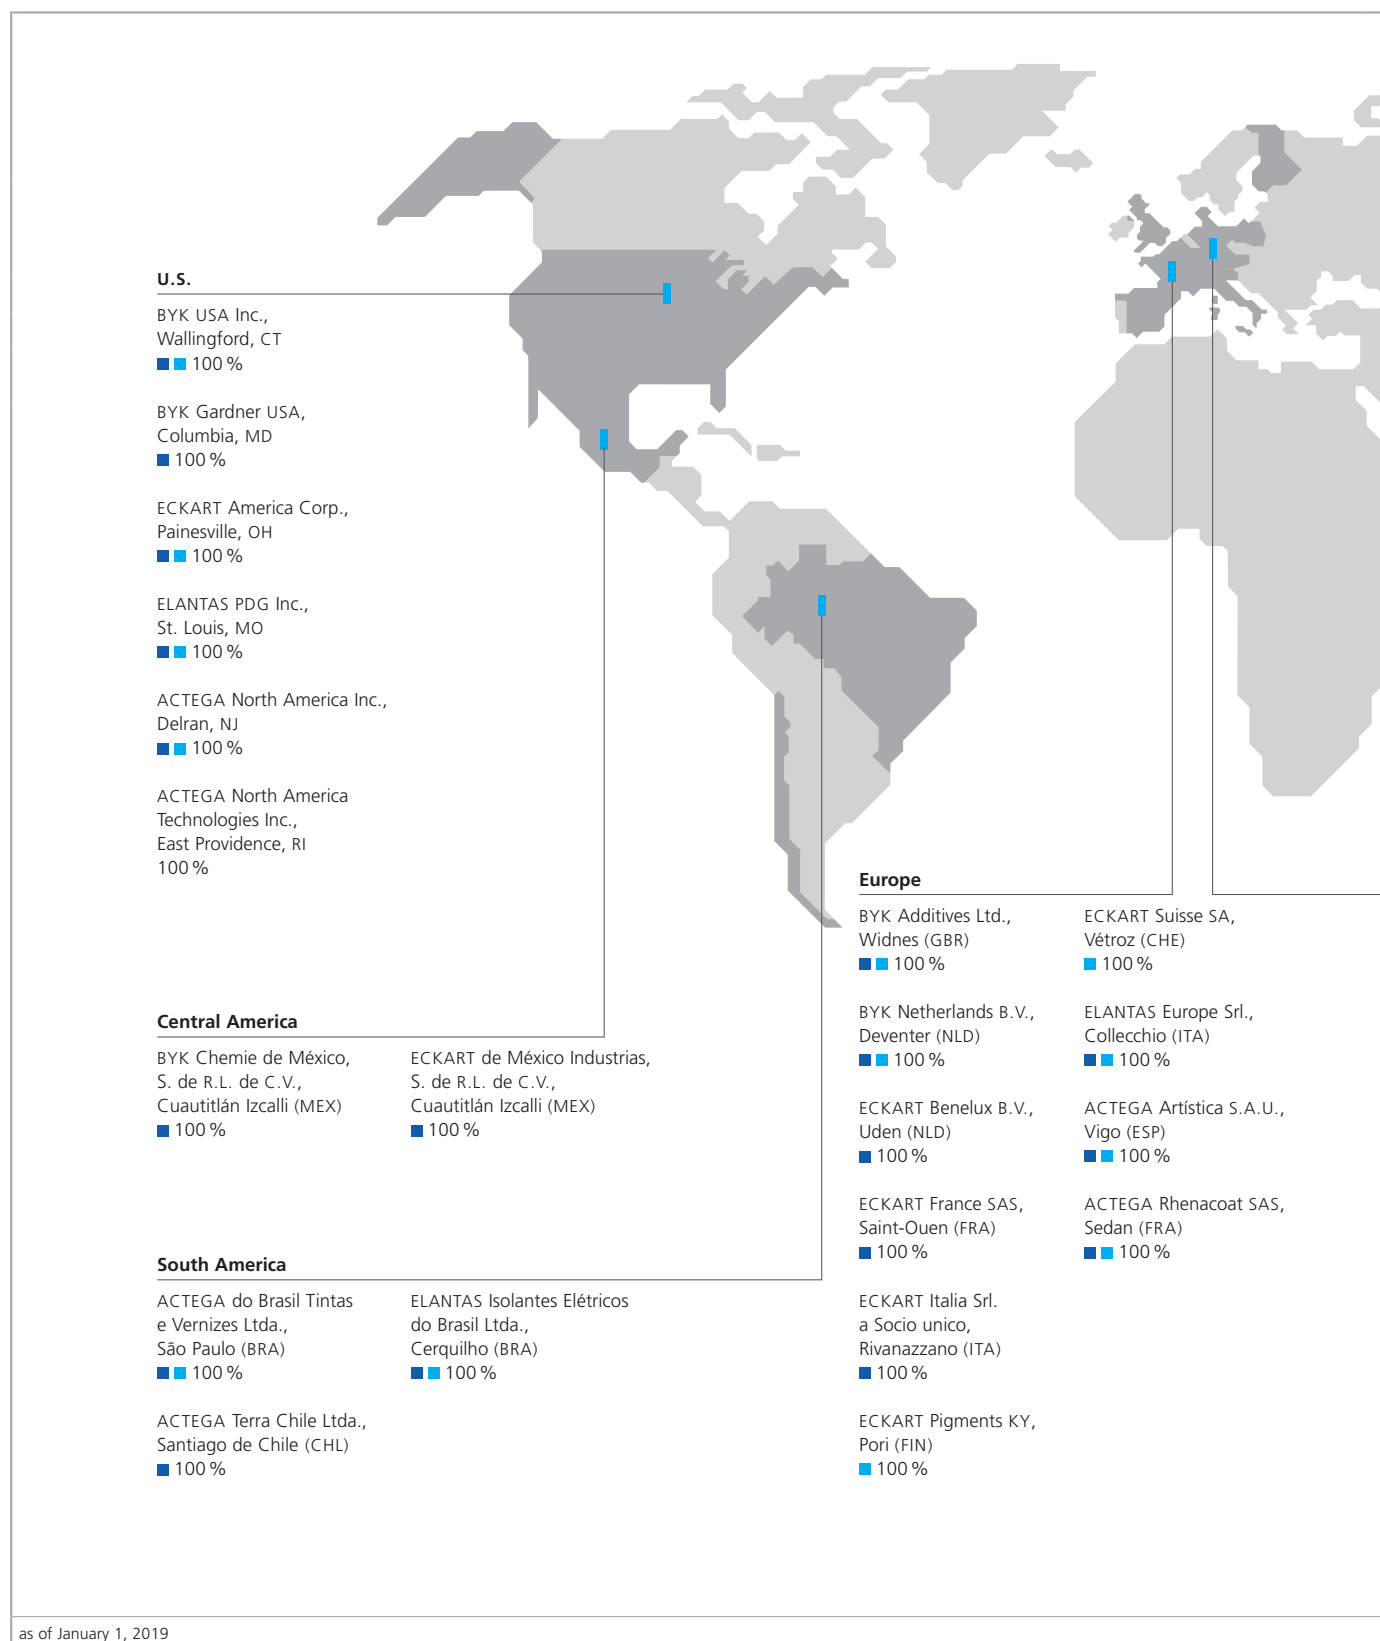 U.S.
BYK USA Inc.,
Wallingford, CT
100 %
BYK Gardner USA,
Columbia, MD
100 %
ECKART America Corp.,
Painesville, OH
100 %
ELANTAS PDG Inc.,
St. Louis, MO
100 %
ACTEGA North America Inc.,
Delran, NJ
100 %
ACTEGA North America
Technologies Inc.,
East Providence, RI
100 %
Central America
BYK Chemie de México,
S. de R.L. de C.V.,
Cuautitlán Izcalli (MEX)
100 %
ECKART de México Industrias,
S. de R.L. de C.V.,
Cuautitlán Izcalli (MEX)
100 %
South America
ACTEGA do Brasil Tintas
e Vernizes Ltda.,
São Paulo (BRA)
100 %
ACTEGA Terra Chile Ltda.,
Santiago de Chile (CHL)
100 %
ELANTAS Isolantes Elétricos
do Brasil Ltda.,
Cerquilho (BRA)
100 %
Europe
BYK Additives Ltd.,
Widnes (GBR)
100 %
BYK Netherlands B.V.,
Deventer (NLD)
100 %
ECKART Benelux B.V.,
Uden (NLD)
100 %
ECKART France SAS,
Saint-Ouen (FRA)
100 %
ECKART Italia Srl.
a Socio unico,
Rivanazzano (ITA)
100 %
ECKART Pigments KY,
Pori (FIN)
100 %
ECKART Suisse SA,
Vétroz (CHE)
100 %
ELANTAS Europe Srl.,
Collecchio (ITA)
100 %
ACTEGA Artística S.A.U.,
Vigo (ESP)
100 %
ACTEGA Rhenacoat SAS,
Sedan (FRA)
100 %
as of January 1, 2019